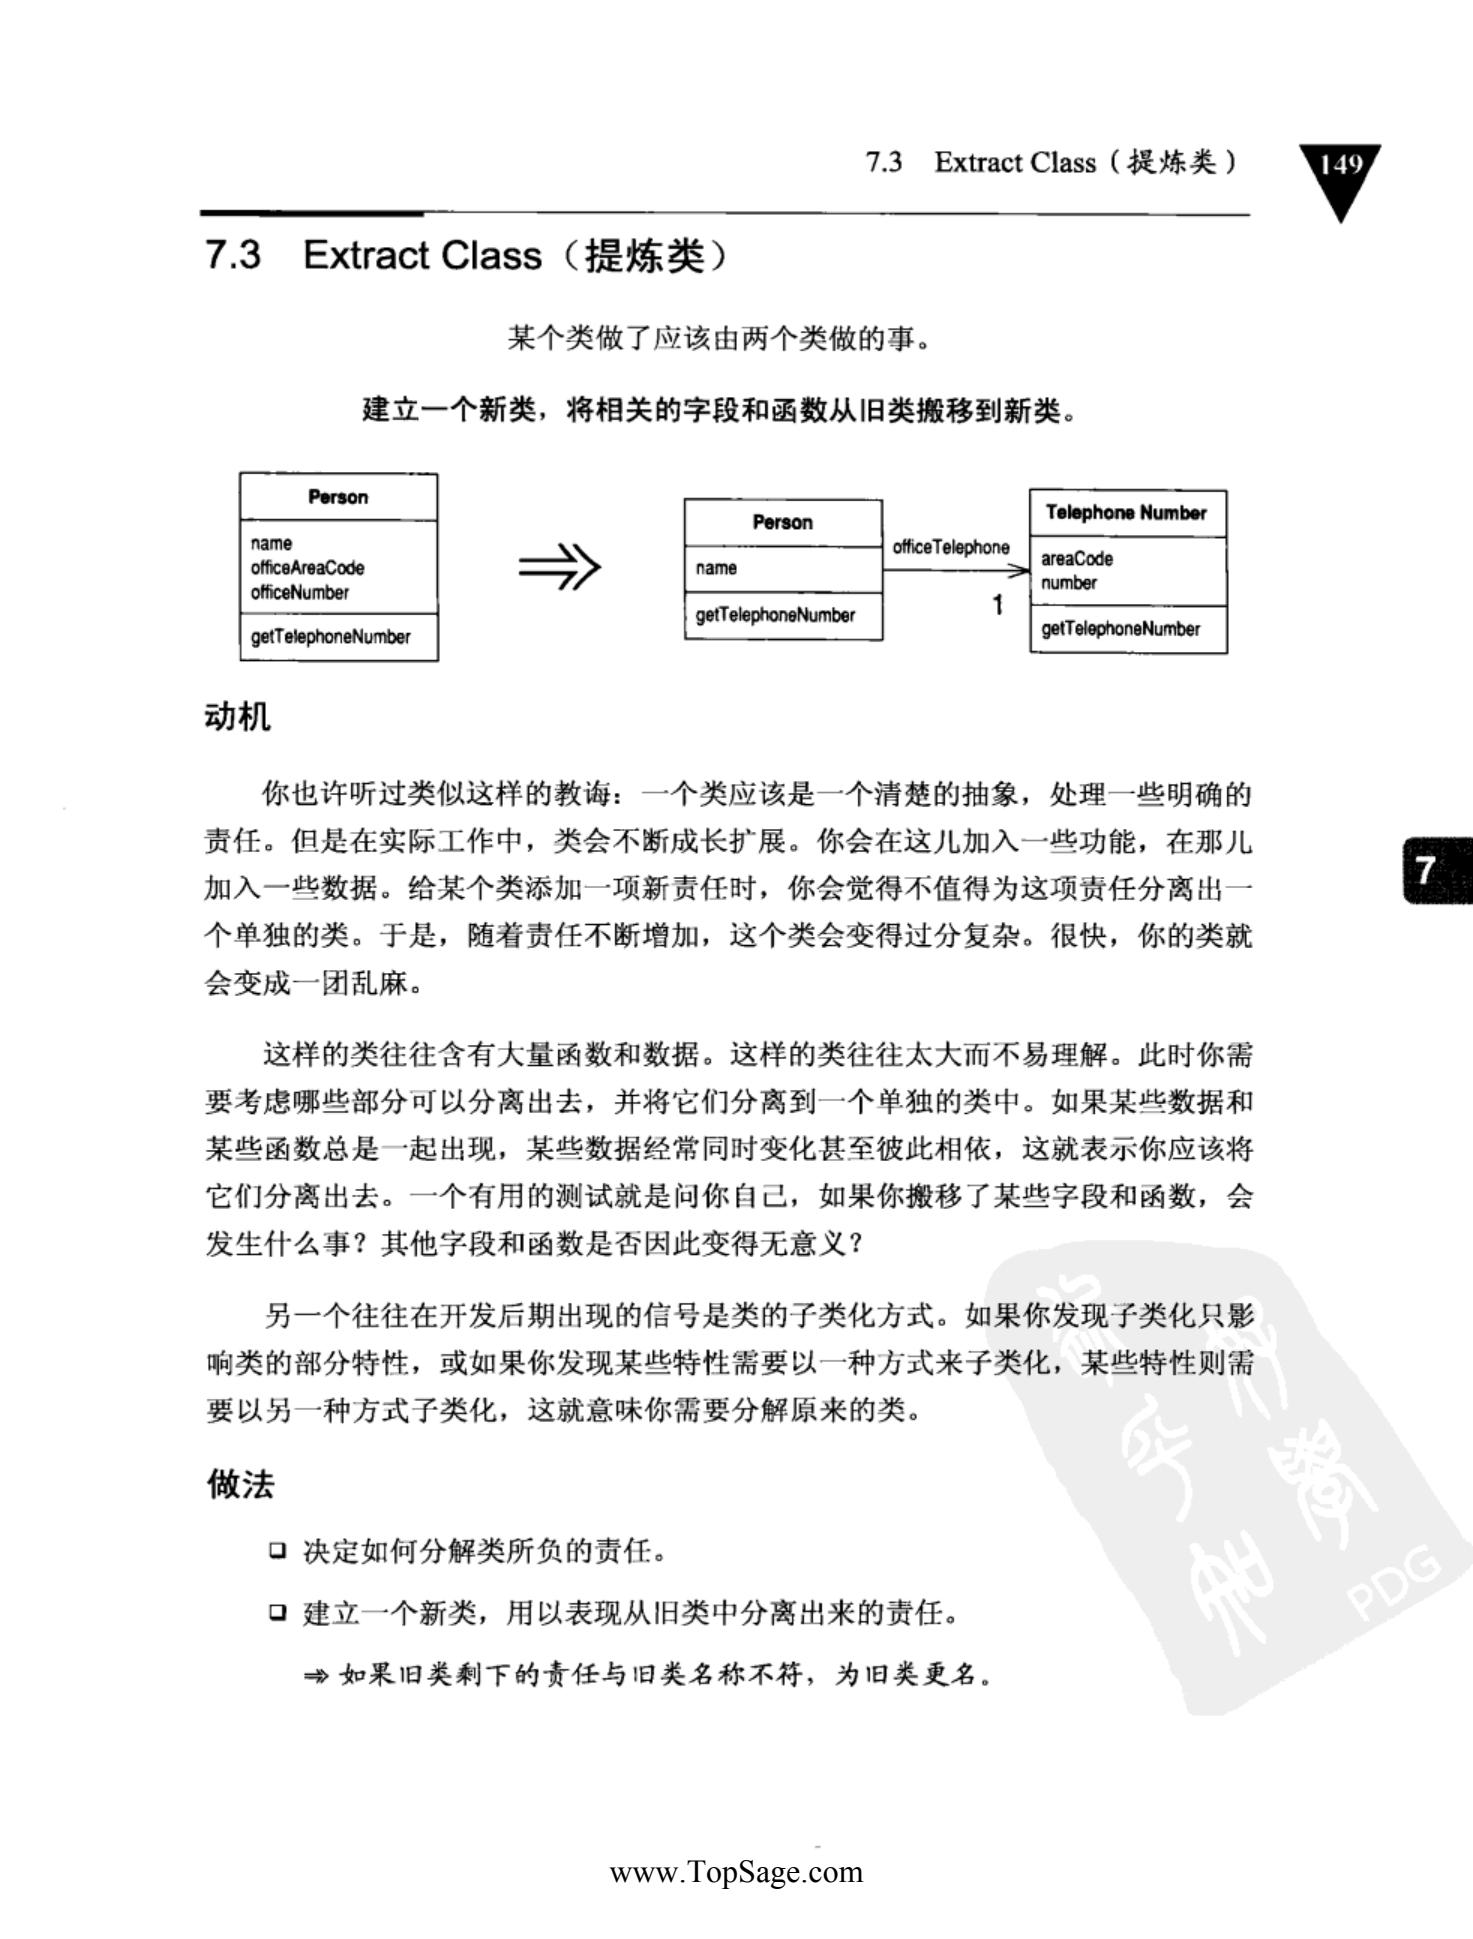 7.3 Extract Class（提炼类）
149
7.3 Extract Class（提炼类）
某个类做了应该由两个类做的事。
建立一个新类，将相关的字段和函数从旧类搬移到新类。
Person
name
officeAreaCode
officeNumber
getTelephoneNumber
Person
name
getTelephoneNumber
officeTelephone
1
Telephone Number
areaCode
number
getTelephoneNumber
动机
你也许听过类似这样的教诲：一个类应该是一个清楚的抽象，处理一些明确的
责任。但是在实际工作中，类会不断成长扩展。你会在这儿加入一些功能，在那儿
加入一些数据。给某个类添加一项新责任时，你会觉得不值得为这项责任分离出一
个单独的类。于是，随着责任不断增加，这个类会变得过分复杂。很快，你的类就
会变成一团乱麻。
7
这样的类往往含有大量函数和数据。这样的类往往太大而不易理解。此时你需
要考虑哪些部分可以分离出去，并将它们分离到一个单独的类中。如果某些数据和
某些函数总是一起出现，某些数据经常同时变化甚至彼此相依，这就表示你应该将
它们分离出去。一个有用的测试就是问你自己，如果你搬移了某些字段和函数，会
发生什么事？其他字段和函数是否因此变得无意义？
另一个往往在开发后期出现的信号是类的子类化方式。如果你发现子类化只影
响类的部分特性，或如果你发现某些特性需要以一种方式来子类化，某些特性则需
要以另一种方式子类化，这就意味你需要分解原来的类。
做法
❑ 决定如何分解类所负的责任。
❑ 建立一个新类，用以表现从旧类中分离出来的责任。
⇒ 如果旧类剩下的责任与旧类名称不符，为旧类更名。
PDG
www.TopSage.com